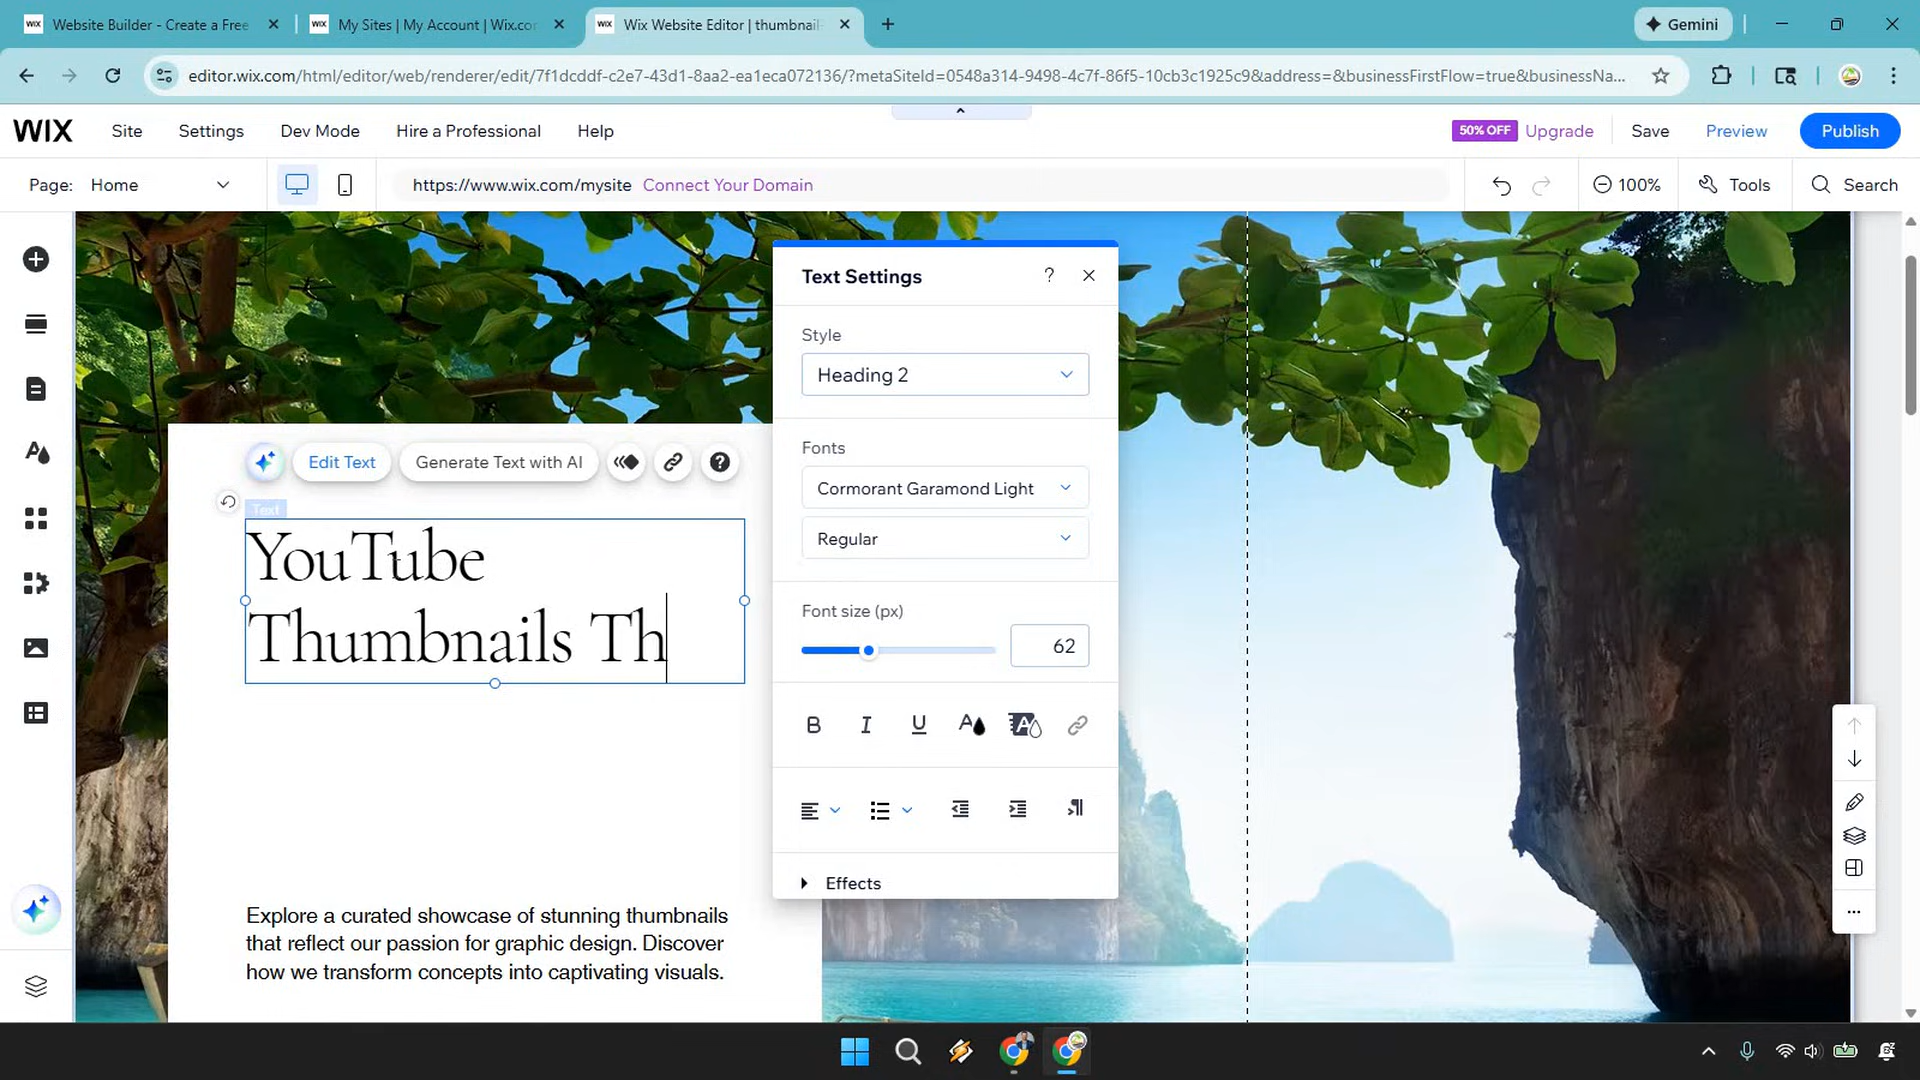 WIX
Website Builder - Create a Free
WIX
My Sites | My Account | Wix.co
WIX
Wix Website Editor | thumbnail
Gemini
editor.wix.com/html/editor/web/renderer/edit/7f1dcddf-c2e7-43d1-8aa2-ea1eca072136/?metaSiteId=0548a314-9498-4c7f-86f5-10cb3c1925c9&address=&businessFirstFlow=true&businessNa...
WIX
Site
Settings
Dev Mode
Hire a Professional
Help
50% OFF
Upgrade
Save
Preview
Publish
Page:
Home
https://www.wix.com/mysite
Connect Your Domain
100%
Tools
Search
Text Settings
?
Style
Heading 2
Fonts
Cormorant Garamond Light
Regular
Font size (px)
62
B
I
U
A
A
Effects
Edit Text
Generate Text with AI
?
Text
YouTube
Thumbnails Th
Explore a curated showcase of stunning thumbnails
that reflect our passion for graphic design. Discover
how we transform concepts into captivating visuals.